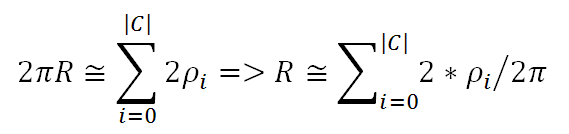 2πR ≅ ∑_{i=0}^{|C|} 2ρ_i => R ≅ ∑_{i=0}^{|C|} 2 * ρ_i/2π